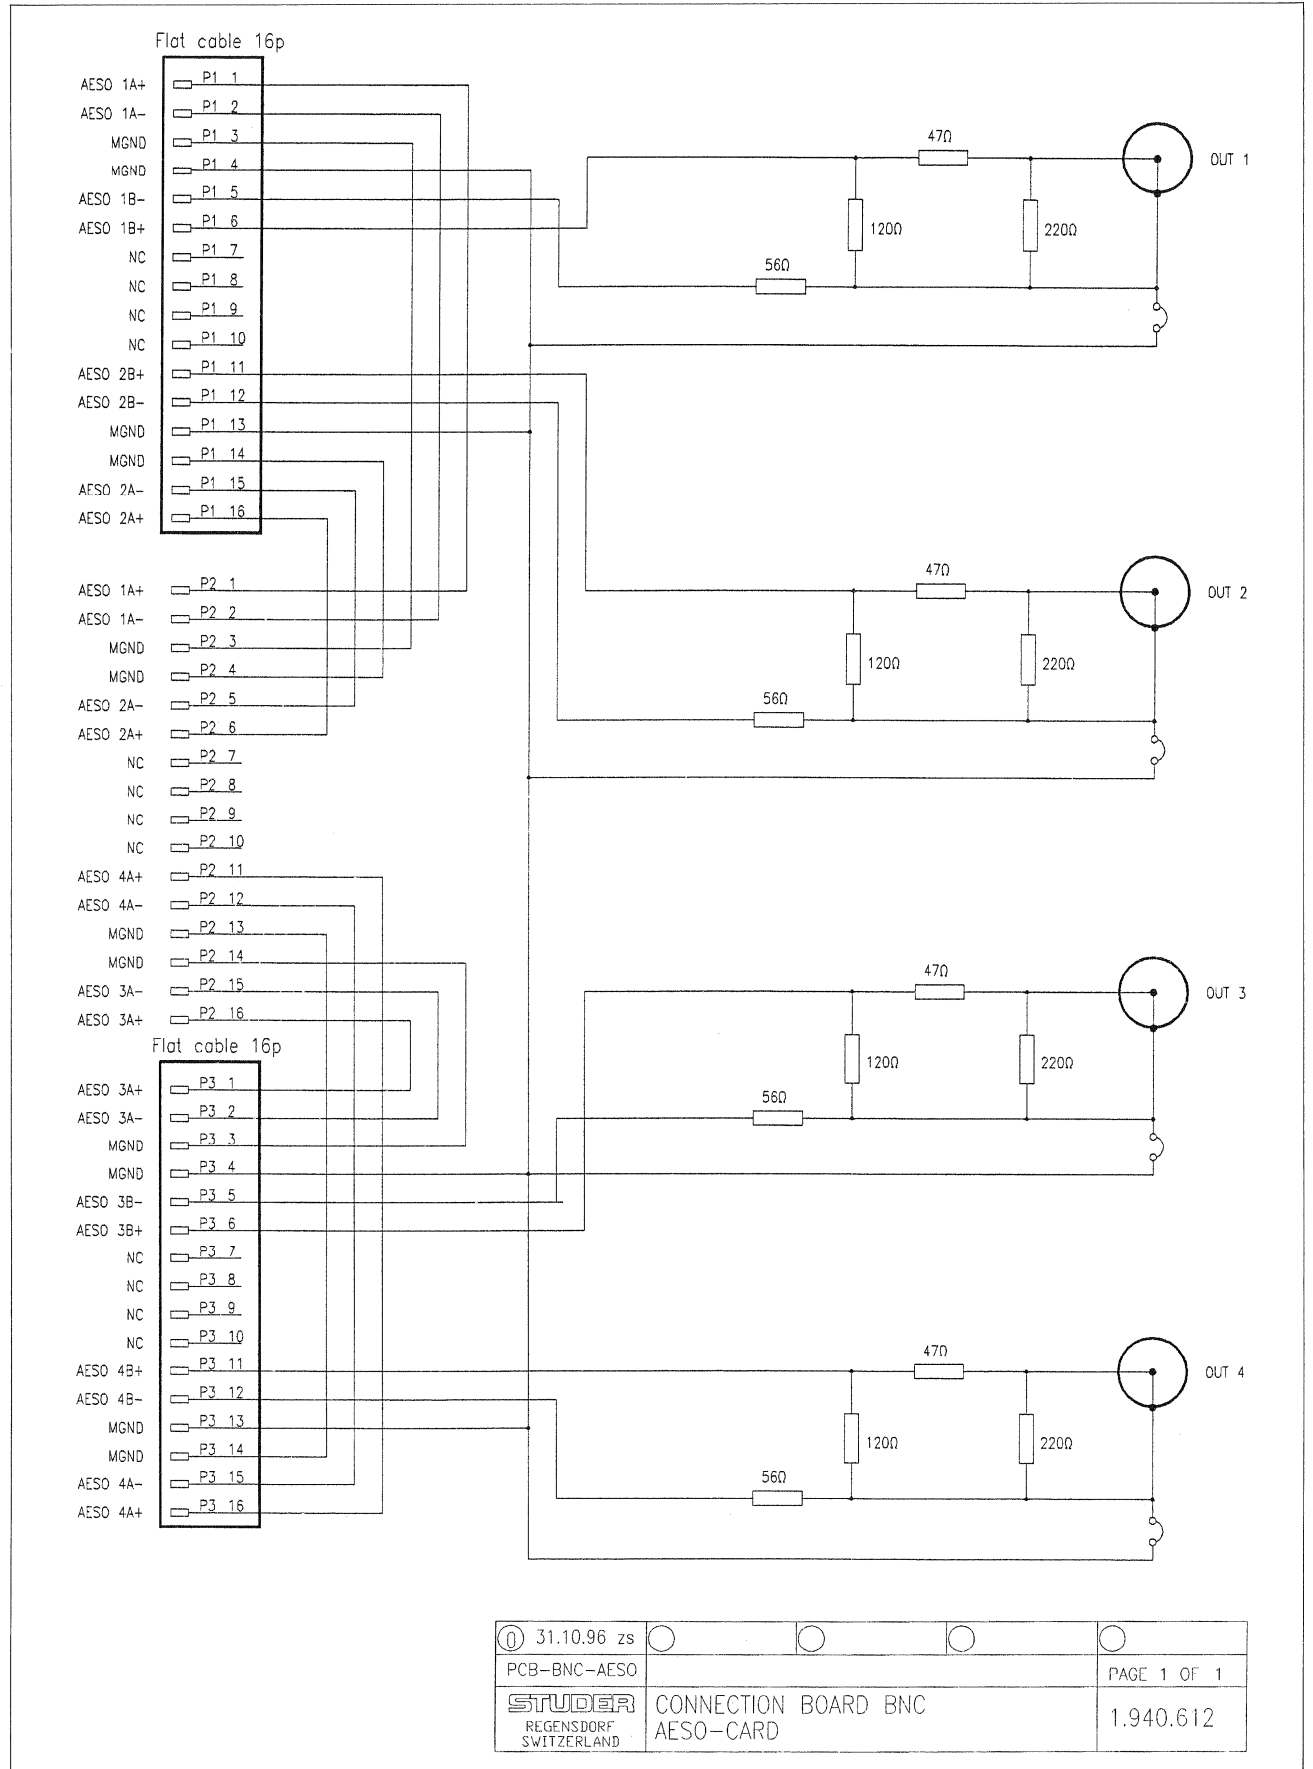 Flat cable 16p
AESO 1A+ P1 1
AESO 1A- P1 2
MGND P1 3
MGND P1 4
AESO 1B- P1 5
AESO 1B+ P1 6
NC P1 7
NC P1 8
NC P1 9
NC P1 10
AESO 2B+ P1 11
AESO 2B- P1 12
MGND P1 13
MGND P1 14
AESO 2A- P1 15
AESO 2A+ P1 16
47Ω
OUT 1
120Ω
220Ω
56Ω
AESO 1A+ P2 1
AESO 1A- P2 2
MGND P2 3
MGND P2 4
AESO 2A- P2 5
AESO 2A+ P2 6
NC P2 7
NC P2 8
NC P2 9
NC P2 10
AESO 4A+ P2 11
AESO 4A- P2 12
MGND P2 13
MGND P2 14
AESO 3A- P2 15
AESO 3A+ P2 16
47Ω
OUT 2
120Ω
220Ω
56Ω
Flat cable 16p
AESO 3A+ P3 1
AESO 3A- P3 2
MGND P3 3
MGND P3 4
AESO 3B- P3 5
AESO 3B+ P3 6
NC P3 7
NC P3 8
NC P3 9
NC P3 10
AESO 4B+ P3 11
AESO 4B- P3 12
MGND P3 13
MGND P3 14
AESO 4A- P3 15
AESO 4A+ P3 16
47Ω
OUT 3
120Ω
220Ω
56Ω
47Ω
OUT 4
120Ω
220Ω
56Ω
0 31.10.96 zs
PCB-BNC-AESO
PAGE 1 OF 1
STUDER
REGENSDORF
SWITZERLAND
CONNECTION BOARD BNC
AESO-CARD
1.940.612